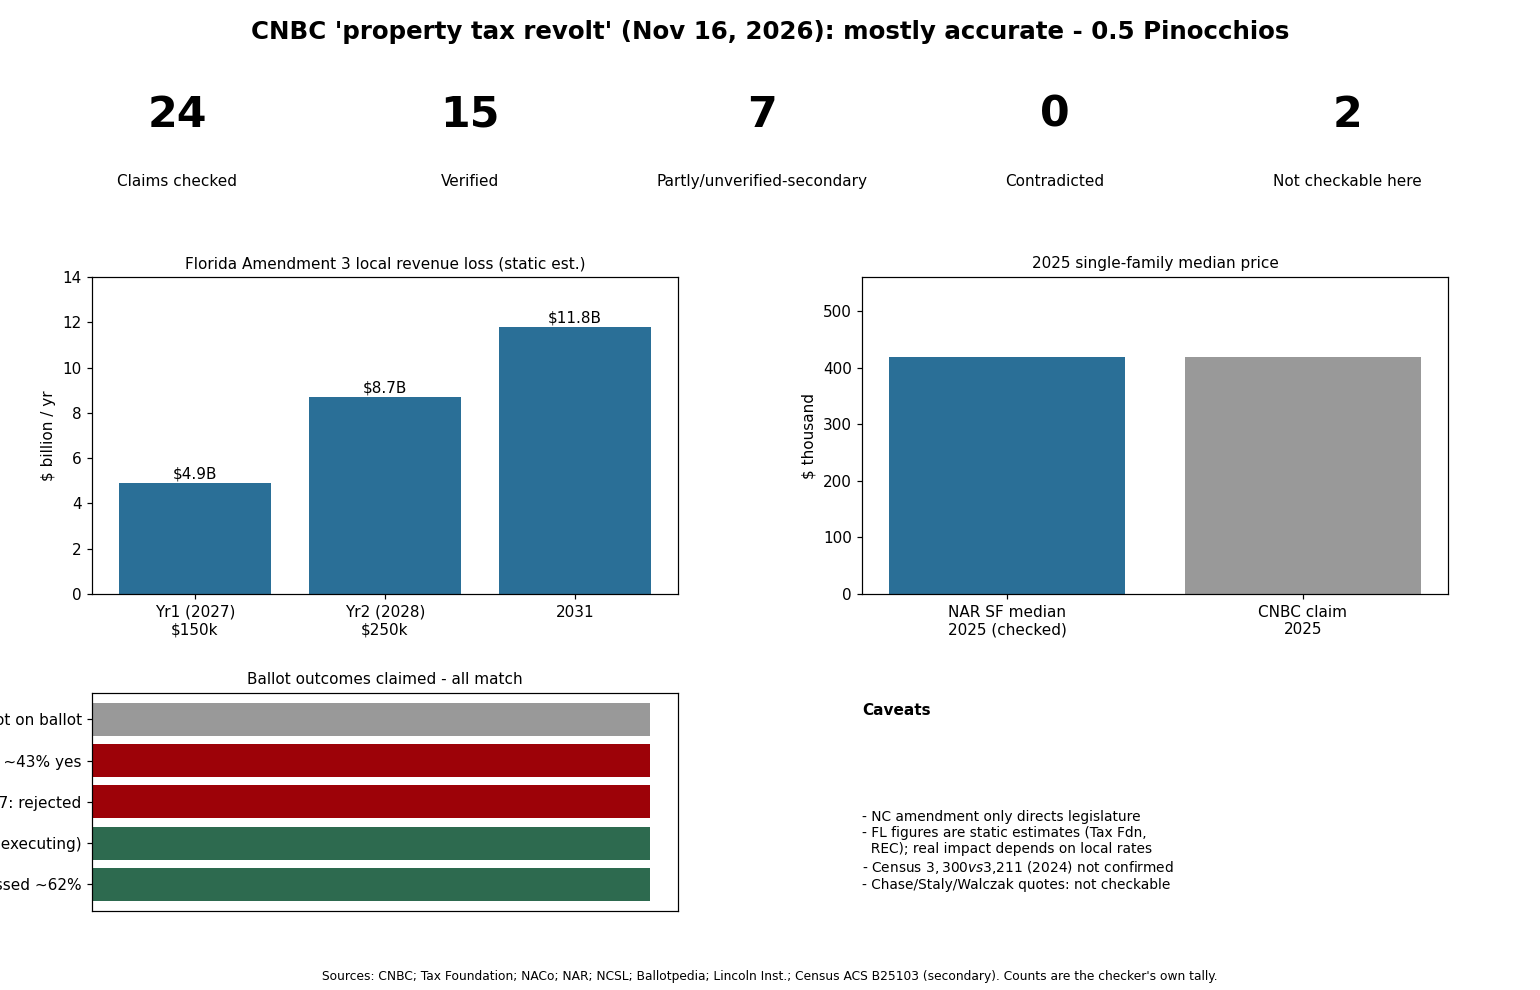 CNBC 'property tax revolt' (Nov 16, 2026): mostly accurate - 0.5 Pinocchios
24
15
7
0
2
Claims checked
Verified
Partly/unverified-secondary
Contradicted
Not checkable here
Florida Amendment 3 local revenue loss (static est.)
$ billion / yr
14
12
10
8
6
4
2
0
$4.9B
$8.7B
$11.8B
Yr1 (2027)
$150k
Yr2 (2028)
$250k
2031
2025 single-family median price
$ thousand
500
400
300
200
100
0
NAR SF median
2025 (checked)
CNBC claim
2025
Ballot outcomes claimed - all match
ot on ballot
~43% yes
7: rejected
executing)
ssed ~62%
Caveats
- NC amendment only directs legislature
- FL figures are static estimates (Tax Fdn,
REC); real impact depends on local rates
- Census 3,300vs3,211 (2024) not confirmed
- Chase/Staly/Walczak quotes: not checkable
Sources: CNBC; Tax Foundation; NACo; NAR; NCSL; Ballotpedia; Lincoln Inst.; Census ACS B25103 (secondary). Counts are the checker's own tally.